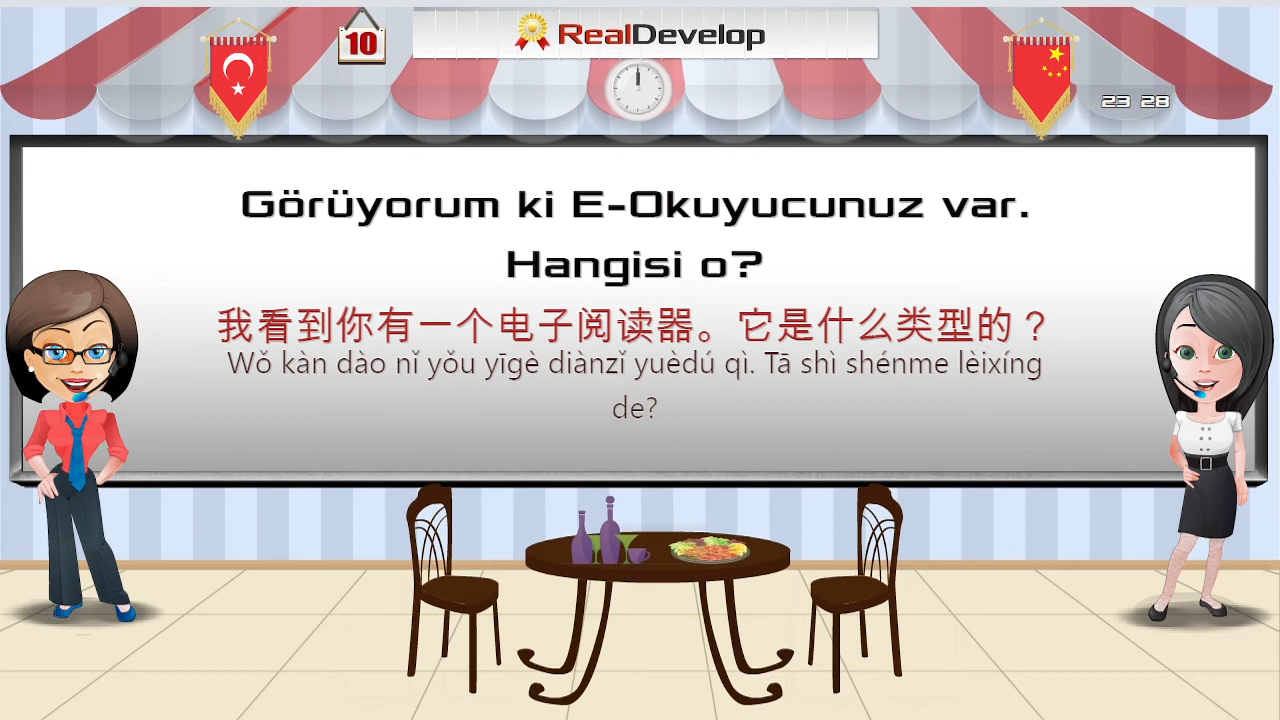 10
RealDevelop
23 28
Görüyorum ki E-Okuyucunuz var.
Hangisi o?
我看到你有一个电子阅读器。它是什么类型的？
Wǒ kàn dào nǐ yǒu yīgè diànzǐ yuèdú qì. Tā shì shénme lèixíng
de?